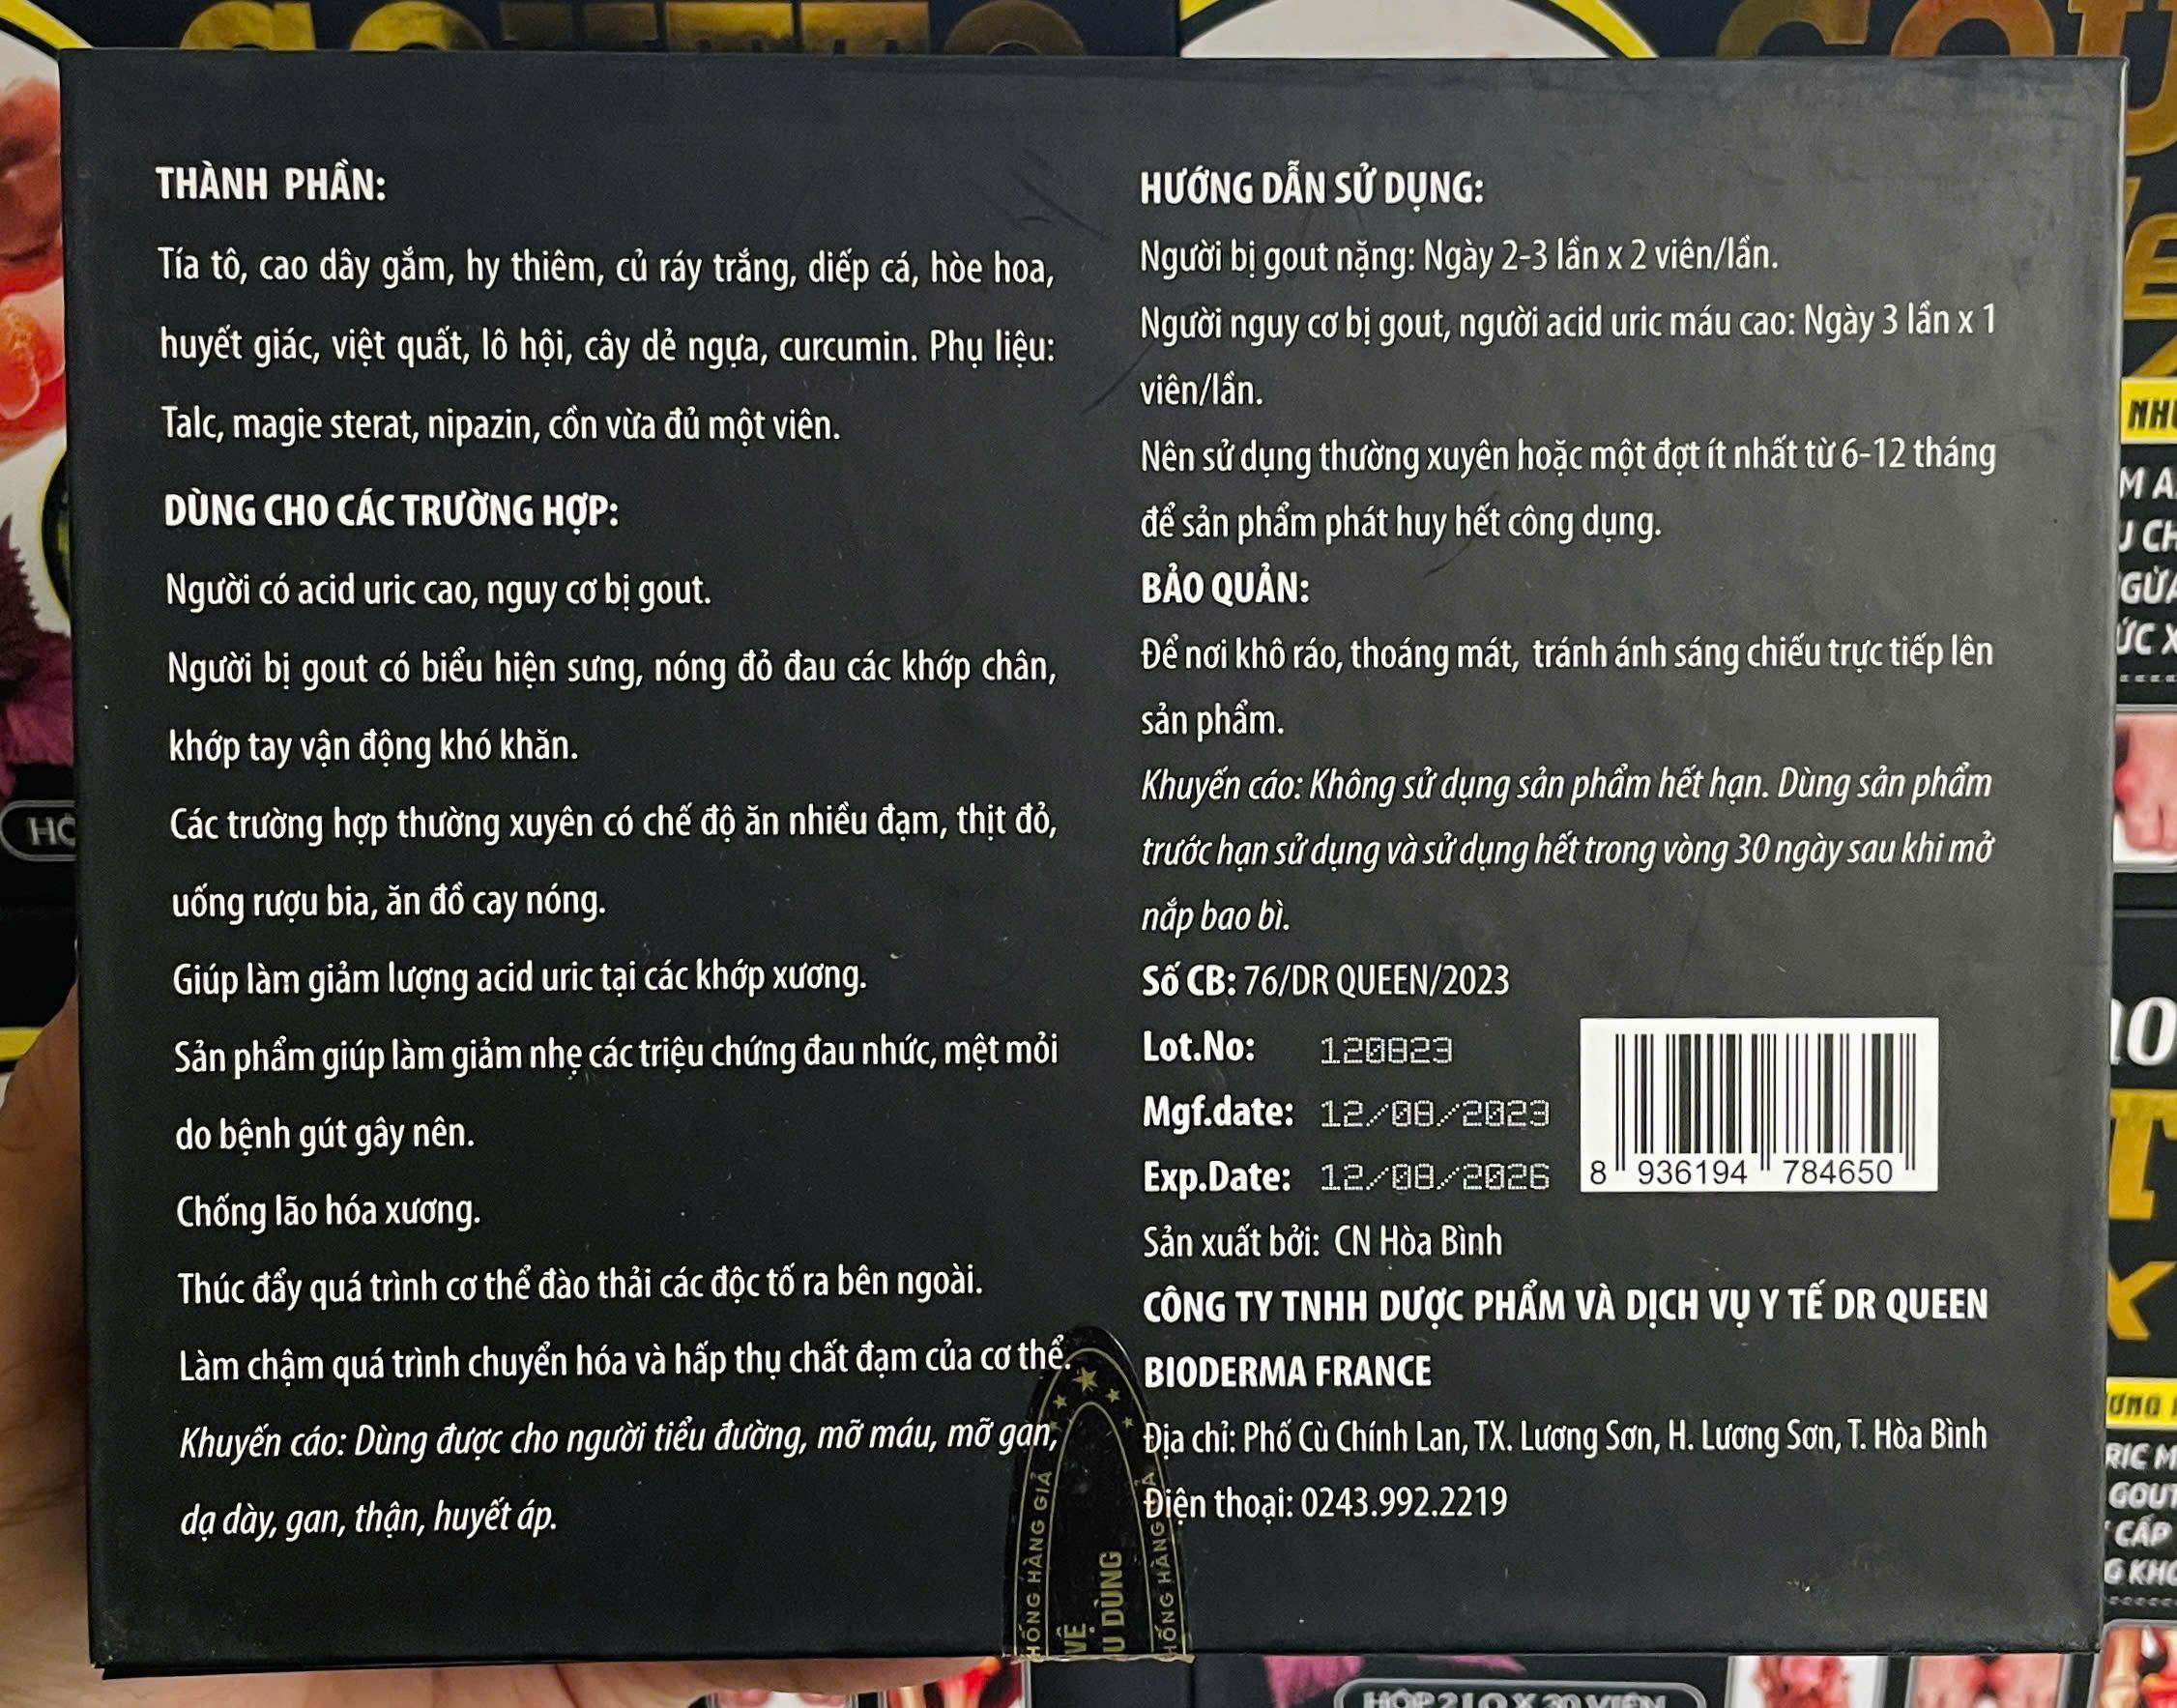 THÀNH PHẦN:
Tía tô, cao dây gắm, hy thiêm, củ ráy trắng, diếp cá, hòe hoa,
huyết giác, việt quất, lô hội, cây dẻ ngựa, curcumin. Phụ liệu:
Talc, magie sterat, nipazin, cồn vừa đủ một viên.
DÙNG CHO CÁC TRƯỜNG HỢP:
Người có acid uric cao, nguy cơ bị gout.
Người bị gout có biểu hiện sưng, nóng đỏ đau các khớp chân,
khớp tay vận động khó khăn.
Các trường hợp thường xuyên có chế độ ăn nhiều đạm, thịt đỏ,
uống rượu bia, ăn đồ cay nóng.
Giúp làm giảm lượng acid uric tại các khớp xương.
Sản phẩm giúp làm giảm nhẹ các triệu chứng đau nhức, mệt mỏi
do bệnh gút gây nên.
Chống lão hóa xương.
Thúc đẩy quá trình cơ thể đào thải các độc tố ra bên ngoài.
Làm chậm quá trình chuyển hóa và hấp thụ chất đạm của cơ thể.
Khuyến cáo: Dùng được cho người tiểu đường, mỡ máu, mỡ gan,
dạ dày, gan, thận, huyết áp.
HƯỚNG DẪN SỬ DỤNG:
Người bị gout nặng: Ngày 2-3 lần x 2 viên/lần.
Người nguy cơ bị gout, người acid uric máu cao: Ngày 3 lần x 1
viên/lần.
Nên sử dụng thường xuyên hoặc một đợt ít nhất từ 6-12 tháng
để sản phẩm phát huy hết công dụng.
BẢO QUẢN:
Để nơi khô ráo, thoáng mát, tránh ánh sáng chiếu trực tiếp lên
sản phẩm.
Khuyến cáo: Không sử dụng sản phẩm hết hạn. Dùng sản phẩm
trước hạn sử dụng và sử dụng hết trong vòng 30 ngày sau khi mở
nắp bao bì.
Số CB: 76/DR QUEEN/2023
Lot.No: 120823
Mgf.date: 12/08/2023
Exp.Date: 12/08/2026
8 936194 784650
Sản xuất bởi: CN Hòa Bình
CÔNG TY TNHH DƯỢC PHẨM VÀ DỊCH VỤ Y TẾ DR QUEEN
BIODERMA FRANCE
Địa chỉ: Phố Cù Chính Lan, TX. Lương Sơn, H. Lương Sơn, T. Hòa Bình
Điện thoại: 0243.992.2219
HÀNG GIẢ
DÙNG
HỘP 2 LỌ X 30 VIÊN